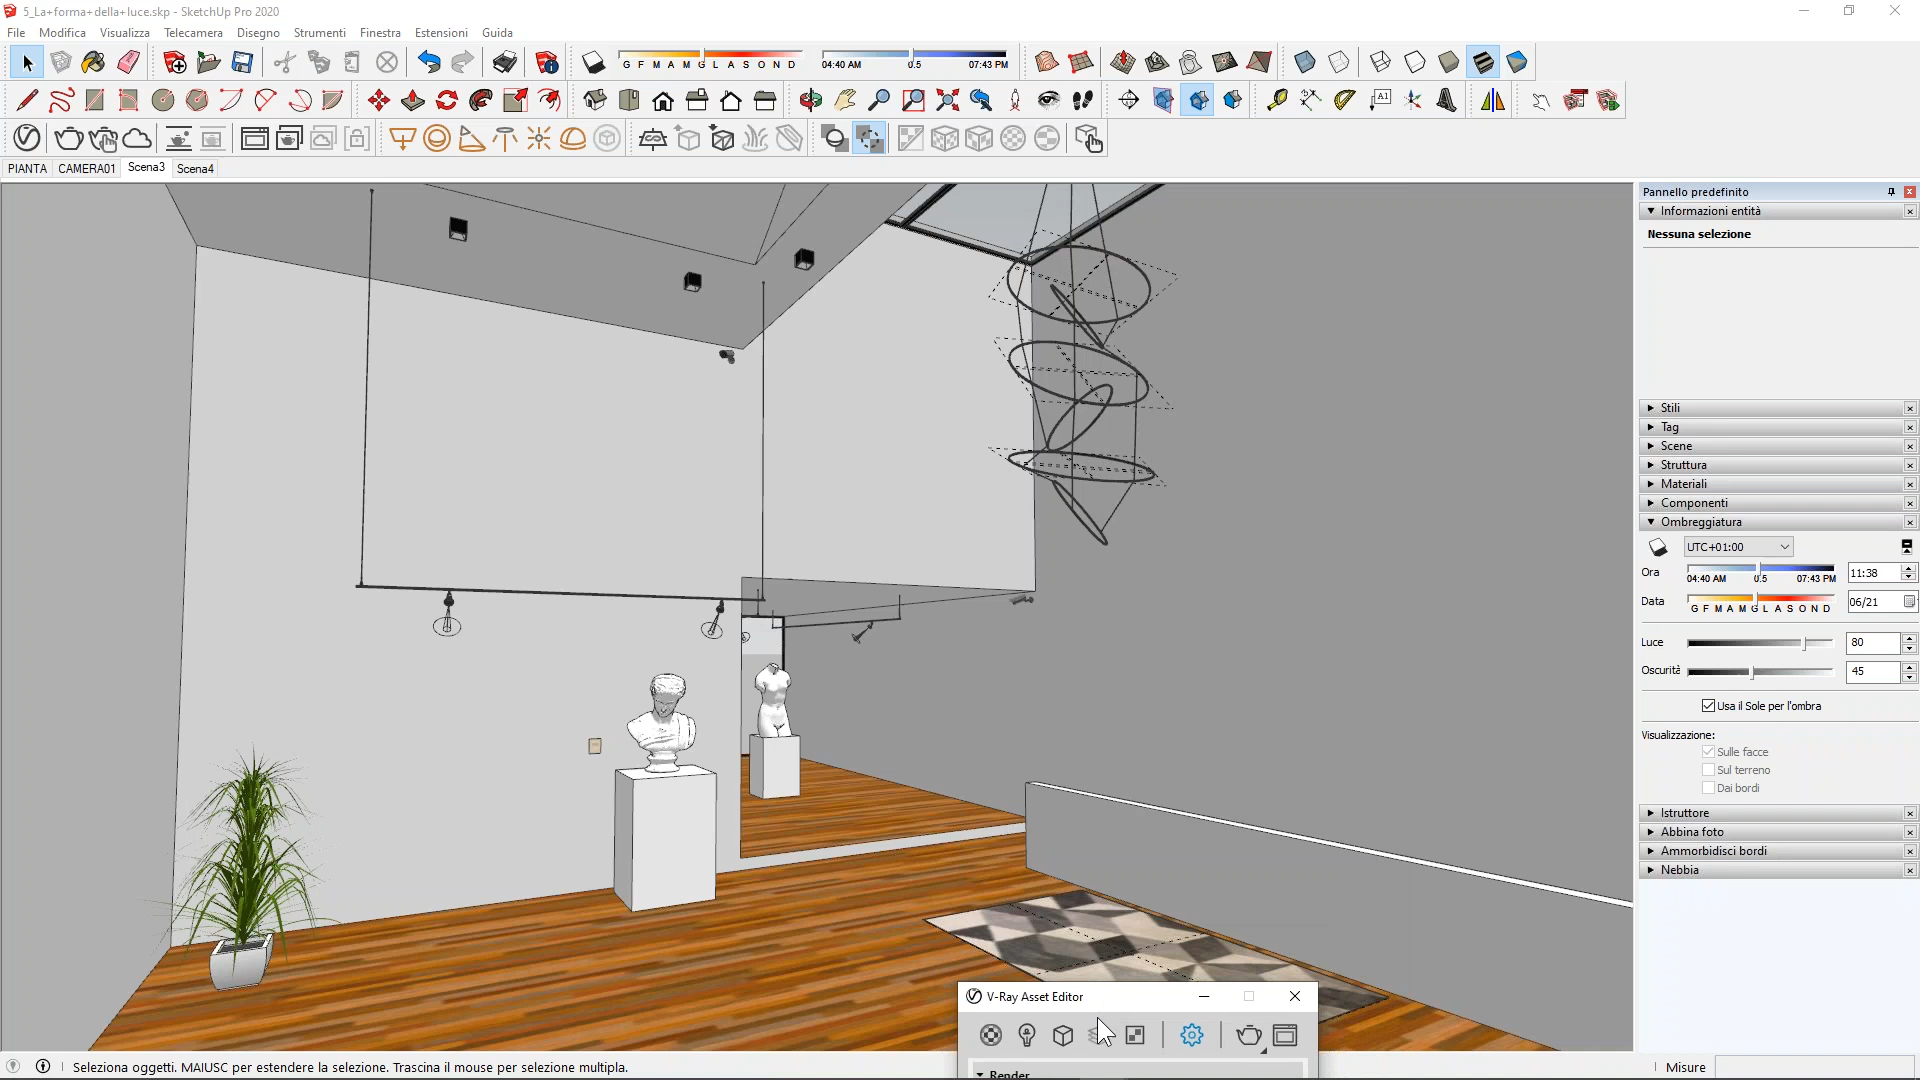 5_La+forma+della+luce.skp - SketchUp Pro 2020
File Modifica Visualizza Telecamera Disegno Strumenti Finestra Estensioni Guida
G F M A M G L A S O N D 04:40 AM 07:43 PM
A1
PIANTA CAMERA01 Scena3 Scena4
Pannello predefinito
Informazioni entità
Nessuna selezione
Stili
Tag
Scene
Struttura
Materiali
Componenti
Ombreggiatura
UTC+01:00
Ora 04:40 AM 07:43 PM 11:38
Data G F M A M G L A S O N D 06/21
Luce 80
Oscurità 45
Usa il Sole per l'ombra
Visualizzazione:
Sulle facce
Sul terreno
Dai bordi
Istruttore
Abbina foto
Ammorbidisci bordi
Nebbia
V-Ray Asset Editor
Render
Seleziona oggetti. MAIUSC per estendere la selezione. Trascina il mouse per selezione multipla.
Misure